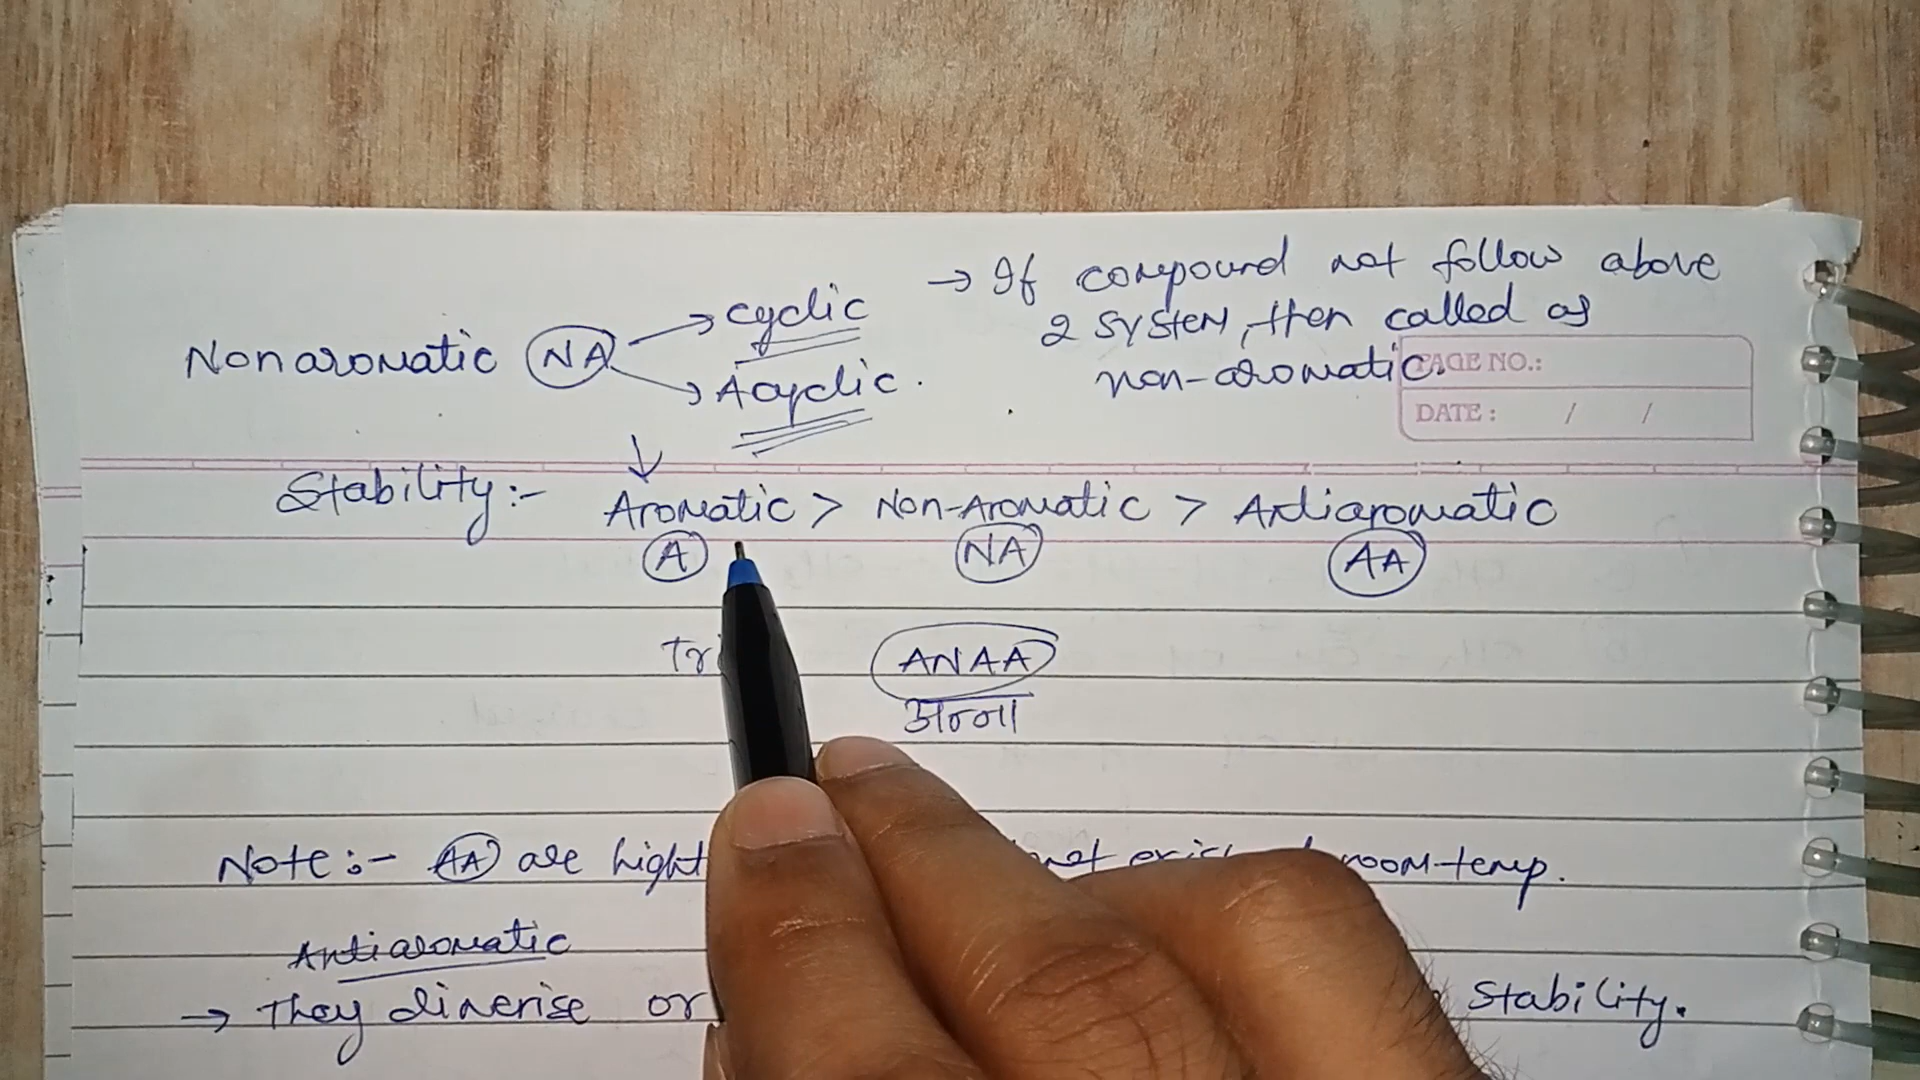 → If compound not follow above
cyclic
2 system, then called as
Nonaromatic NA
Acyclic.
non-aromatic.
PAGE NO.:
DATE: / /
Stability:- Aromatic > Non-Aromatic > Antiaromatic
A NA AA
ANAA
अन्ना
Note:- AA are room-temp.
Antiaromatic
→ They dimerise or Stability.